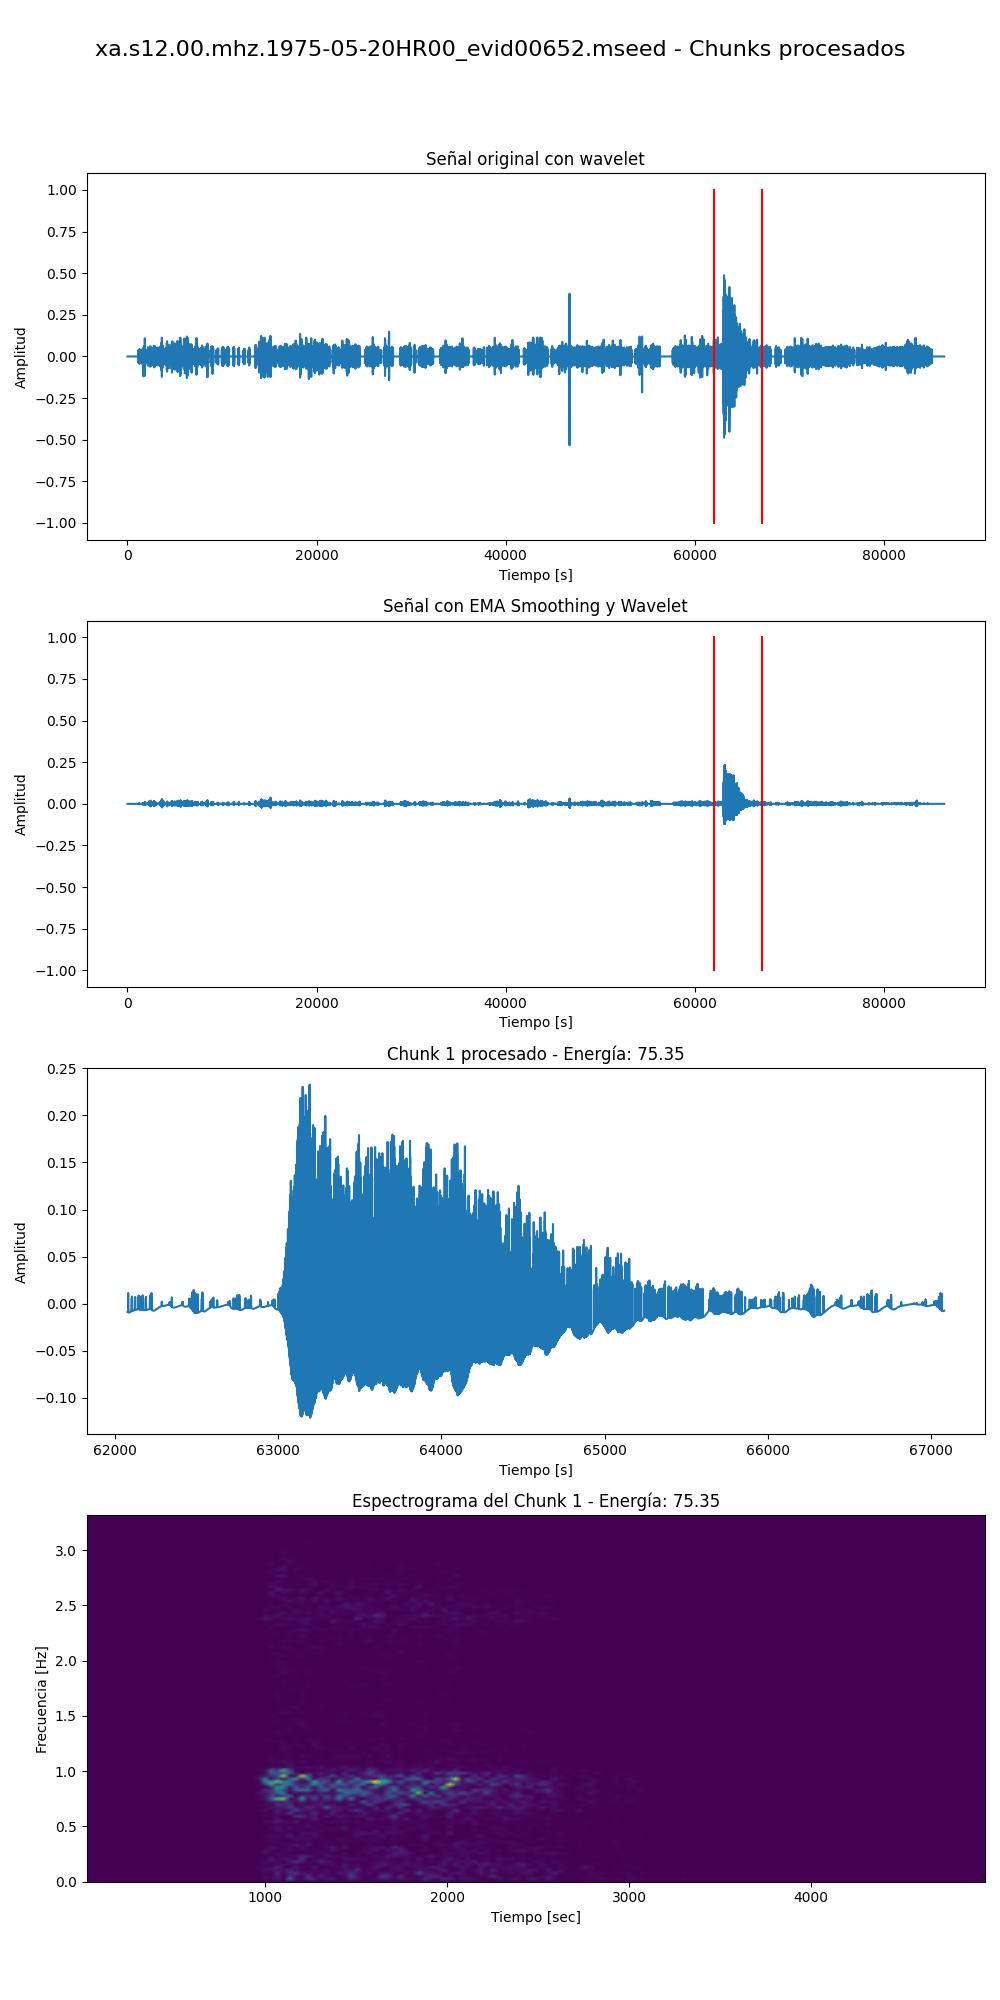 xa.s12.00.mhz.1975-05-20HR00_evid00652.mseed - Chunks procesados
Señal original con wavelet
1.00
0.75
0.50
0.25
0.00
−0.25
−0.50
−0.75
−1.00
Amplitud
0 20000 40000 60000 80000
Tiempo [s]
Señal con EMA Smoothing y Wavelet
1.00
0.75
0.50
0.25
0.00
−0.25
−0.50
−0.75
−1.00
Amplitud
0 20000 40000 60000 80000
Tiempo [s]
Chunk 1 procesado - Energía: 75.35
0.25
0.20
0.15
0.10
0.05
0.00
−0.05
−0.10
Amplitud
62000 63000 64000 65000 66000 67000
Tiempo [s]
Espectrograma del Chunk 1 - Energía: 75.35
3.0
2.5
2.0
1.5
1.0
0.5
0.0
Frecuencia [Hz]
1000 2000 3000 4000
Tiempo [sec]